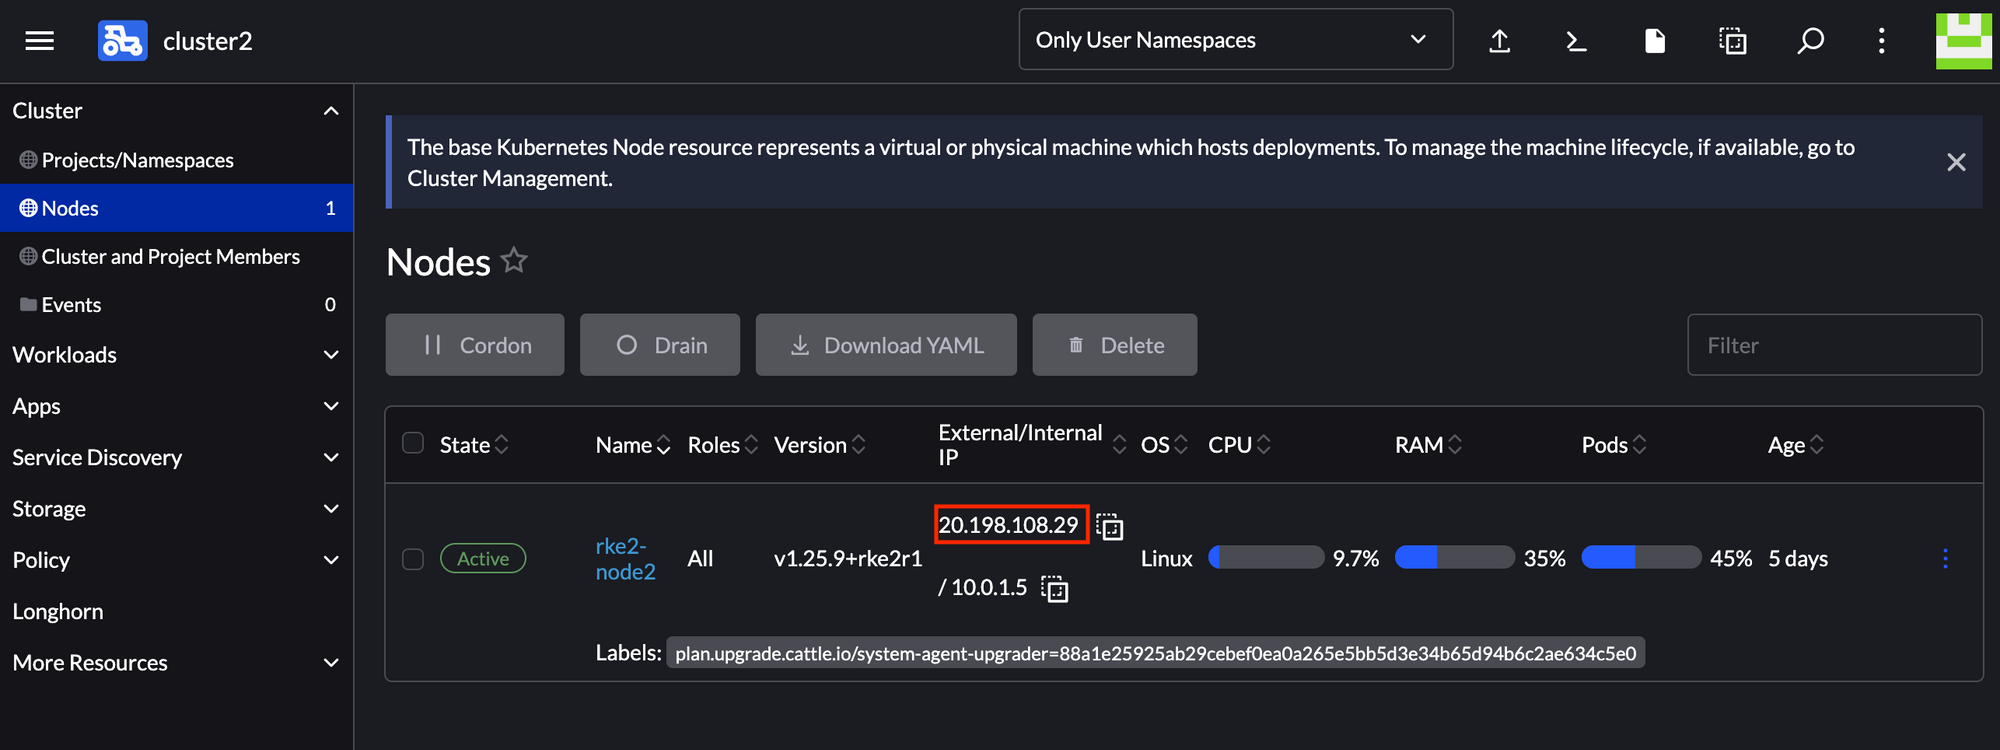 cluster2
Only User Namespaces
Cluster
Projects/Namespaces
Nodes 1
Cluster and Project Members
Events 0
Workloads
Apps
Service Discovery
Storage
Policy
Longhorn
More Resources
The base Kubernetes Node resource represents a virtual or physical machine which hosts deployments. To manage the machine lifecycle, if available, go to
Cluster Management.
Nodes
Cordon
Drain
Download YAML
Delete
Filter
State Name Roles Version External/Internal IP OS CPU RAM Pods Age
Active
rke2-
node2
All
v1.25.9+rke2r1
20.198.108.29
/ 10.0.1.5
Linux
9.7%
35%
45%
5 days
Labels: plan.upgrade.cattle.io/system-agent-upgrader=88a1e25925ab29cebef0ea0a265e5bb5d3e34b65d94b6c2ae634c5e0